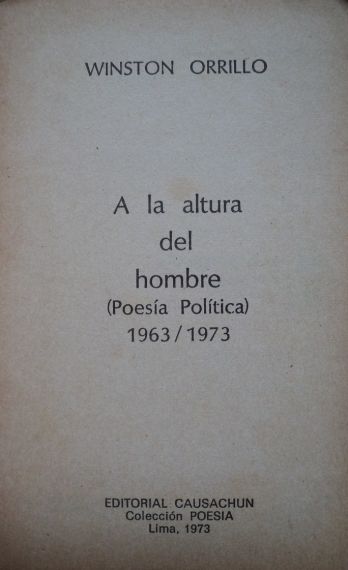 WINSTON ORRILLO
A la altura
del
hombre
(Poesía Política)
1963/1973
EDITORIAL CAUSACHUN
Colección POESIA
Lima, 1973